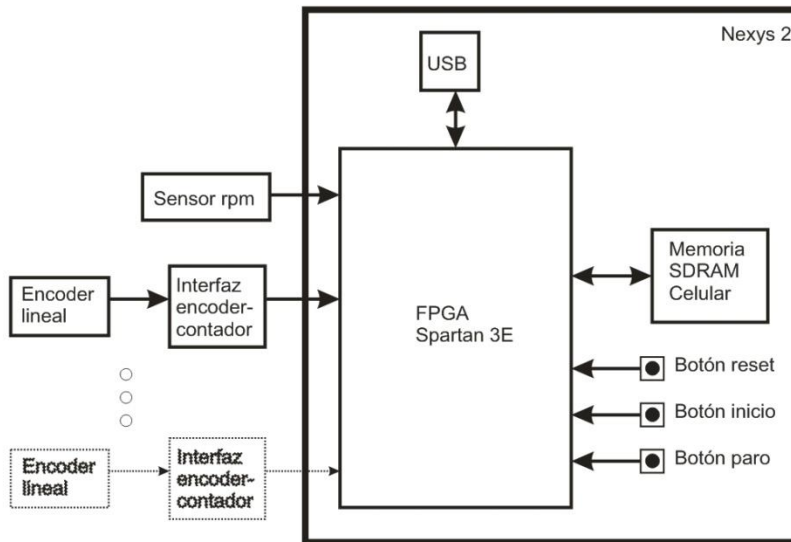 Nexys 2
USB
Sensor rpm
Memoria
SDRAM
Celular
Encoder
lineal
Interfaz
encoder-
contador
FPGA
Spartan 3E
Botón reset
Botón inicio
Botón paro
Encoder
lineal
Interfaz
encoder-
contador